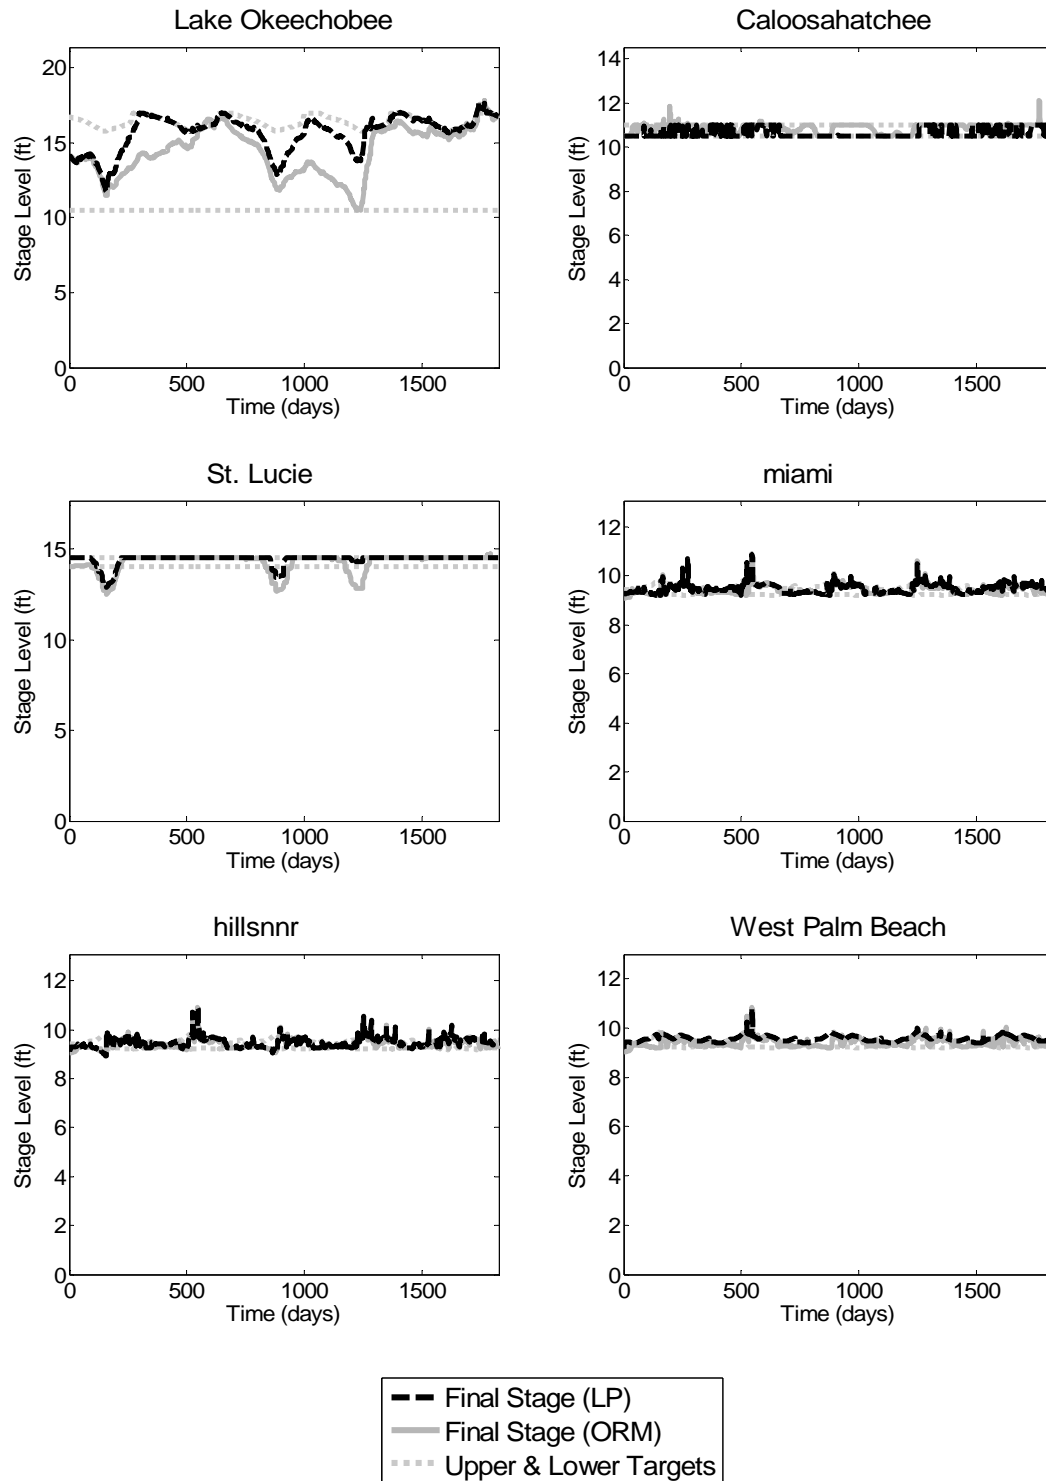 Lake Okeechobee
Caloosahatchee
20
15
10
5
0
Stage Level (ft)
0 500 1000 1500
Time (days)
14
12
10
8
6
4
2
0
Stage Level (ft)
0 500 1000 1500
Time (days)
St. Lucie
miami
15
10
5
0
Stage Level (ft)
0 500 1000 1500
Time (days)
12
10
8
6
4
2
0
Stage Level (ft)
0 500 1000 1500
Time (days)
hillsnnr
West Palm Beach
12
10
8
6
4
2
0
Stage Level (ft)
0 500 1000 1500
Time (days)
12
10
8
6
4
2
0
Stage Level (ft)
0 500 1000 1500
Time (days)
Final Stage (LP)
Final Stage (ORM)
Upper & Lower Targets